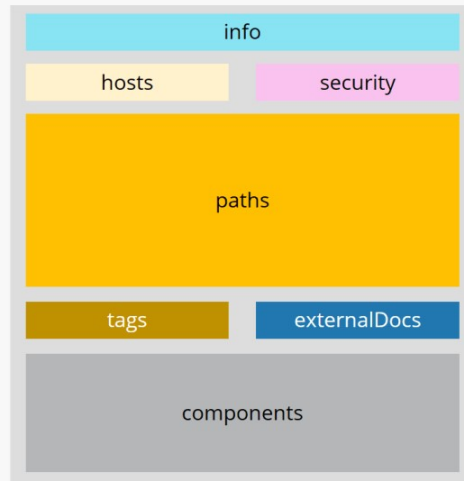 info
hosts
security
paths
tags
externalDocs
components